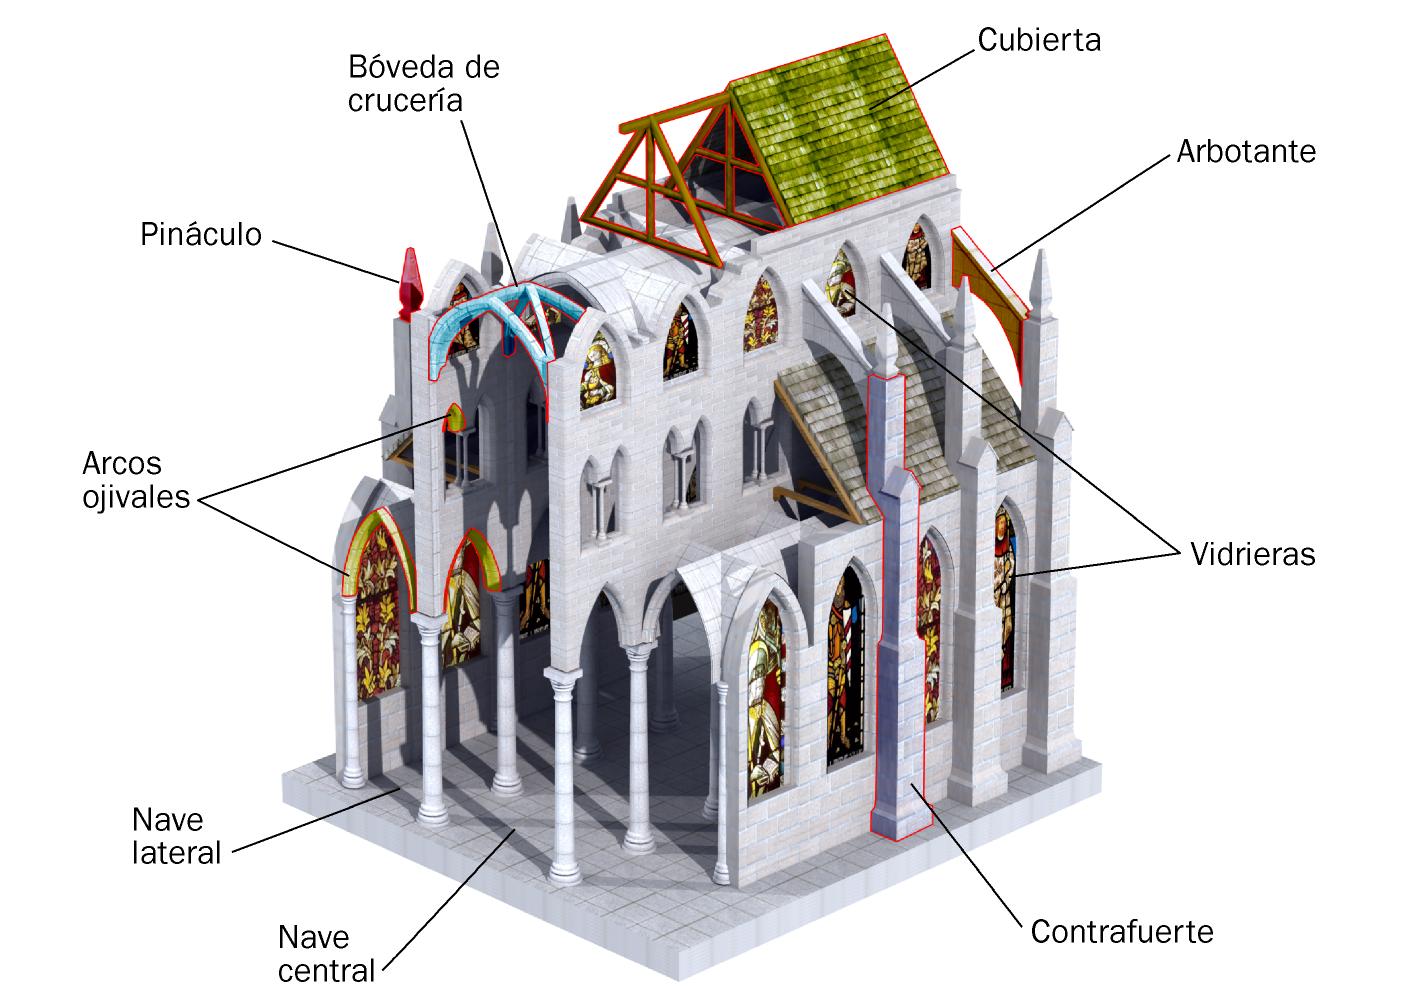 Cubierta
Bóveda de
crucería
Arbotante
Pináculo
Arcos
ojivales
Vidrieras
Nave
lateral
Nave
central
Contrafuerte